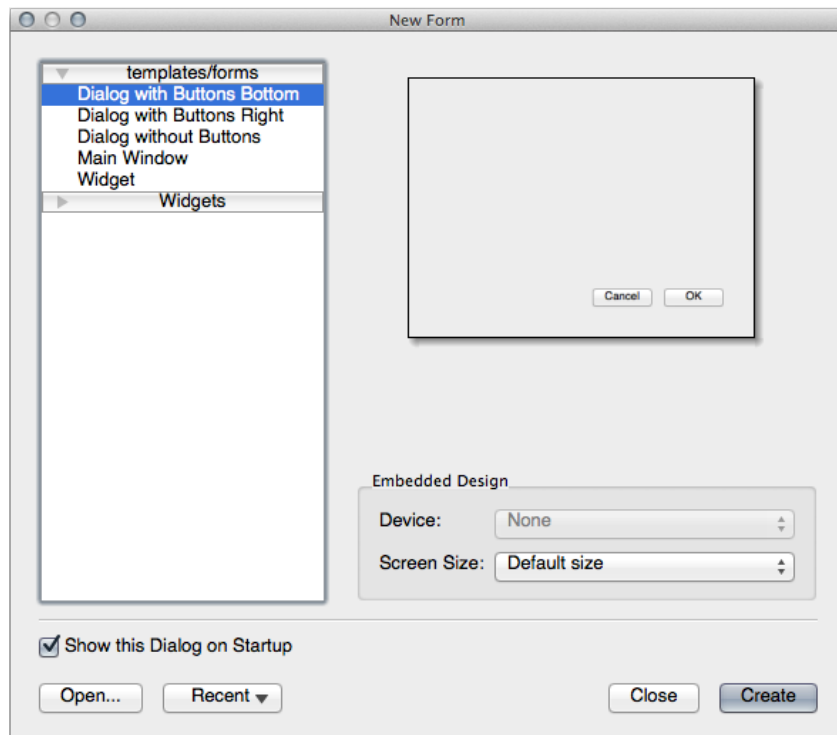 New Form
templates/forms
Dialog with Buttons Bottom
Dialog with Buttons Right
Dialog without Buttons
Main Window
Widget
Widgets
Cancel OK
Embedded Design
Device: None
Screen Size: Default size
Show this Dialog on Startup
Open... Recent Close Create